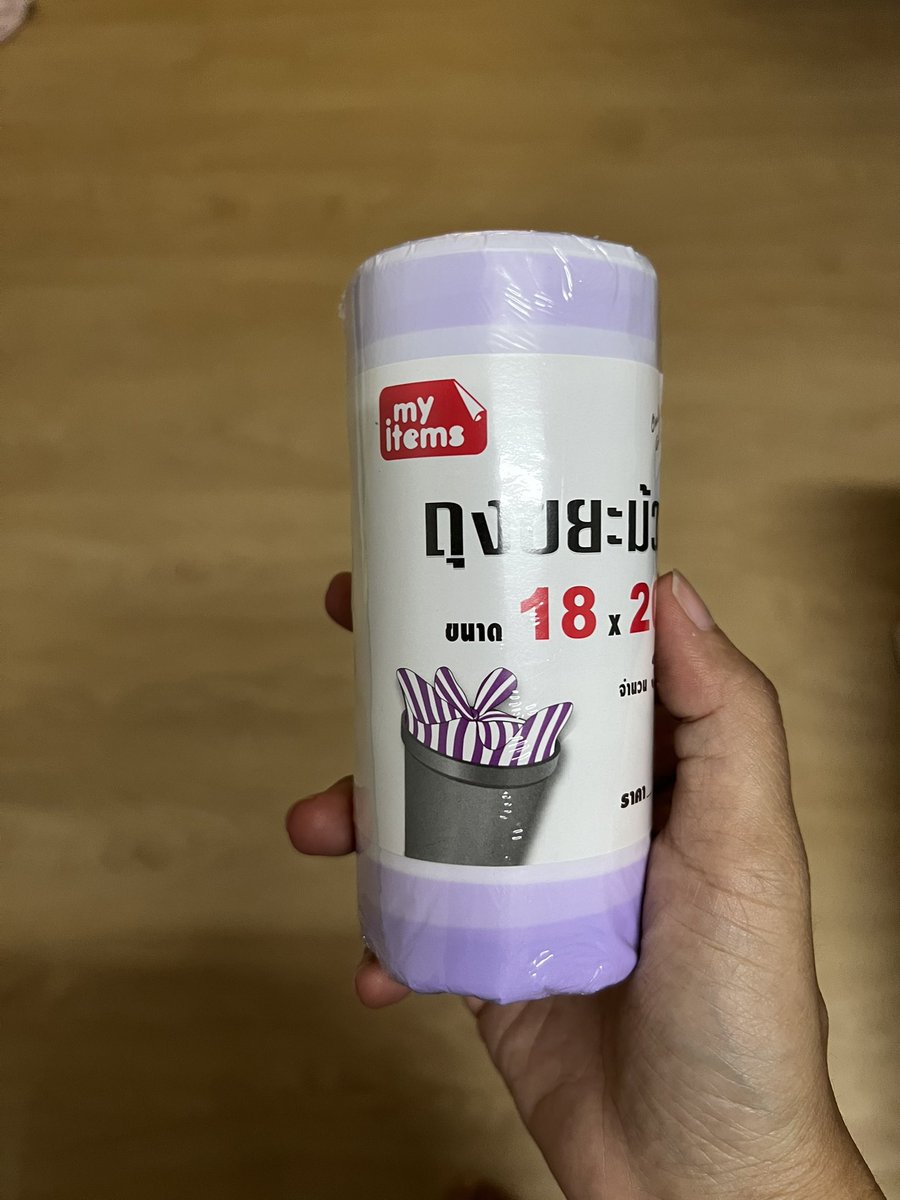 my
items
ถุงขยะม้ว
ขนาด 18 x 20
จำนวน
ราคา